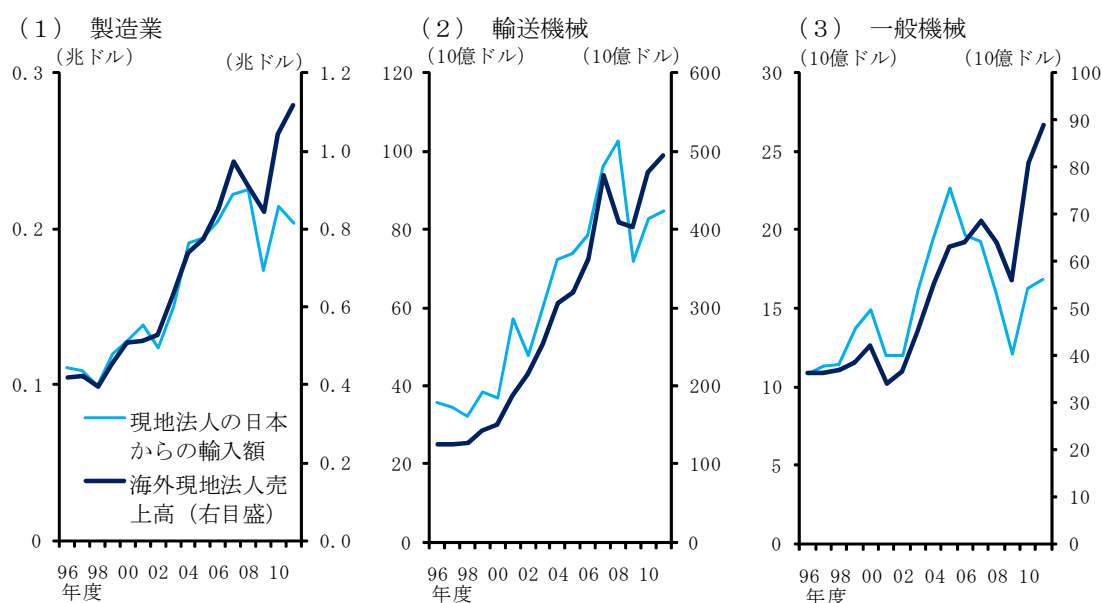 (1) 製造業
(兆ドル) (兆ドル)
0.3 1.2
1.0
0.2 0.8
0.6
0.1 0.4
0.2
0 0.0
現地法人の日本
からの輸入額
海外現地法人売
上高（右目盛）
96 98 00 02 04 06 08 10
年度
(2) 輸送機械
(10億ドル) (10億ドル)
120 600
100 500
80 400
60 300
40 200
20 100
0 0
96 98 00 02 04 06 08 10
年度
(3) 一般機械
(10億ドル) (10億ドル)
30 100
90
25 80
70
20 60
15 50
40
10 30
20
5 10
0 0
96 98 00 02 04 06 08 10
年度